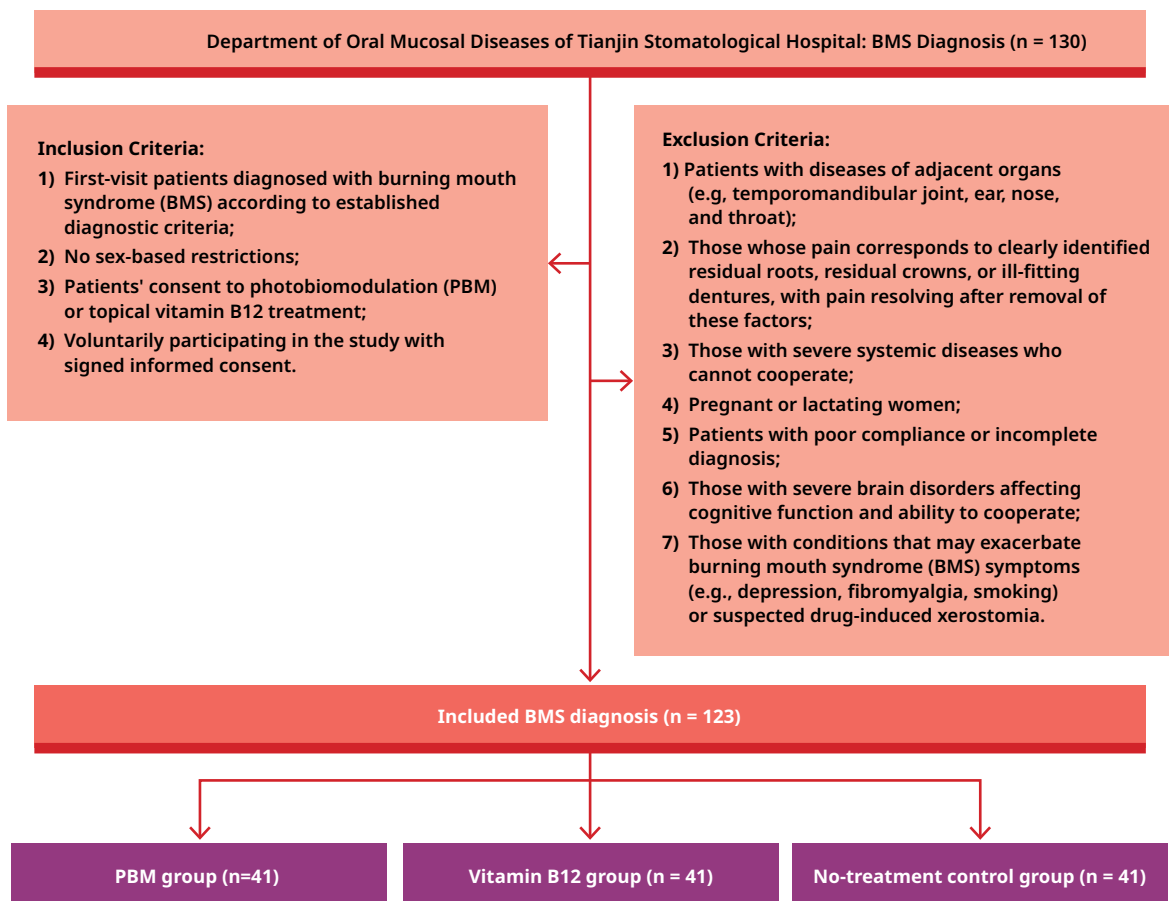 Department of Oral Mucosal Diseases of Tianjin Stomatological Hospital: BMS Diagnosis (n = 130)
Inclusion Criteria:
1) First-visit patients diagnosed with burning mouth
syndrome (BMS) according to established
diagnostic criteria;
2) No sex-based restrictions;
3) Patients' consent to photobiomodulation (PBM)
or topical vitamin B12 treatment;
4) Voluntarily participating in the study with
signed informed consent.
Exclusion Criteria:
1) Patients with diseases of adjacent organs
(e.g, temporomandibular joint, ear, nose,
and throat);
2) Those whose pain corresponds to clearly identified
residual roots, residual crowns, or ill-fitting
dentures, with pain resolving after removal of
these factors;
3) Those with severe systemic diseases who
cannot cooperate;
4) Pregnant or lactating women;
5) Patients with poor compliance or incomplete
diagnosis;
6) Those with severe brain disorders affecting
cognitive function and ability to cooperate;
7) Those with conditions that may exacerbate
burning mouth syndrome (BMS) symptoms
(e.g., depression, fibromyalgia, smoking)
or suspected drug-induced xerostomia.
Included BMS diagnosis (n = 123)
PBM group (n=41)
Vitamin B12 group (n = 41)
No-treatment control group (n = 41)